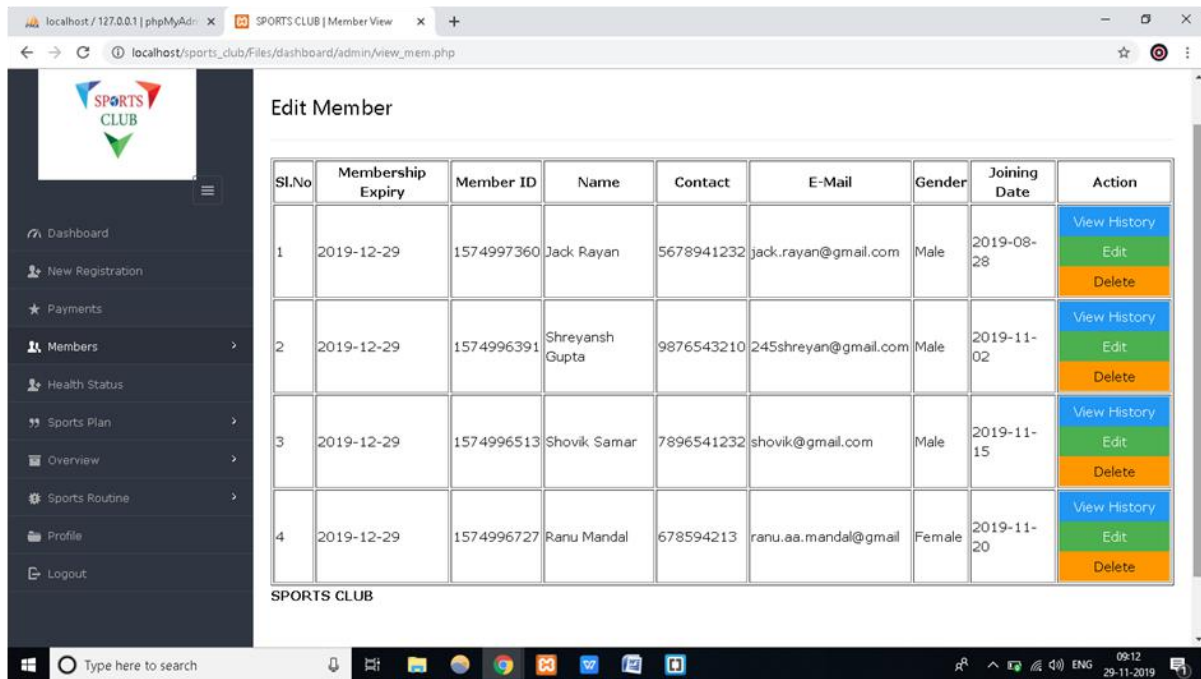 localhost / 127.0.0.1 | phpMyAdm
SPORTS CLUB | Member View
localhost/sports_club/Files/dashboard/admin/view_mem.php
SPORTS
CLUB
Dashboard
New Registration
Payments
Members
Health Status
Sports Plan
Overview
Sports Routine
Profile
Logout
Edit Member
Sl.No Membership Expiry Member ID Name Contact E-Mail Gender Joining Date Action
1 2019-12-29 1574997360 Jack Rayan 5678941232 jack.rayan@gmail.com Male 2019-08-28 View History
Edit
Delete
2 2019-12-29 1574996391 Shreyansh Gupta 9876543210 245shreyan@gmail.com Male 2019-11-02 View History
Edit
Delete
3 2019-12-29 1574996513 Shovik Samar 7896541232 shovik@gmail.com Male 2019-11-15 View History
Edit
Delete
4 2019-12-29 1574996727 Ranu Mandal 678594213 ranu.aa.mandal@gmail Female 2019-11-20 View History
Edit
Delete
SPORTS CLUB
Type here to search
ENG
09:12
29-11-2019